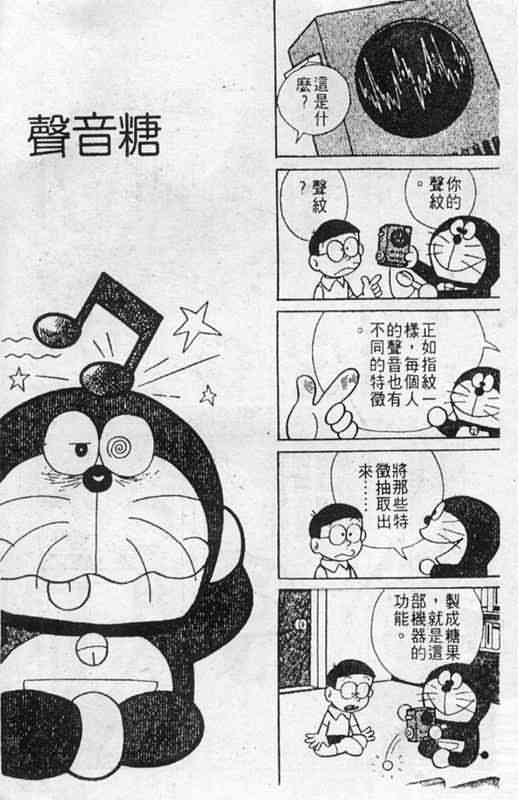 聲音糖
這是什
麼？
你的
聲紋
。
聲紋
？
正如指紋一
樣，每個人
的聲音也有
不同的特徵
。
將那些特
徵抽取出
來……
製成糖果
，就是這
部機器的
功能。